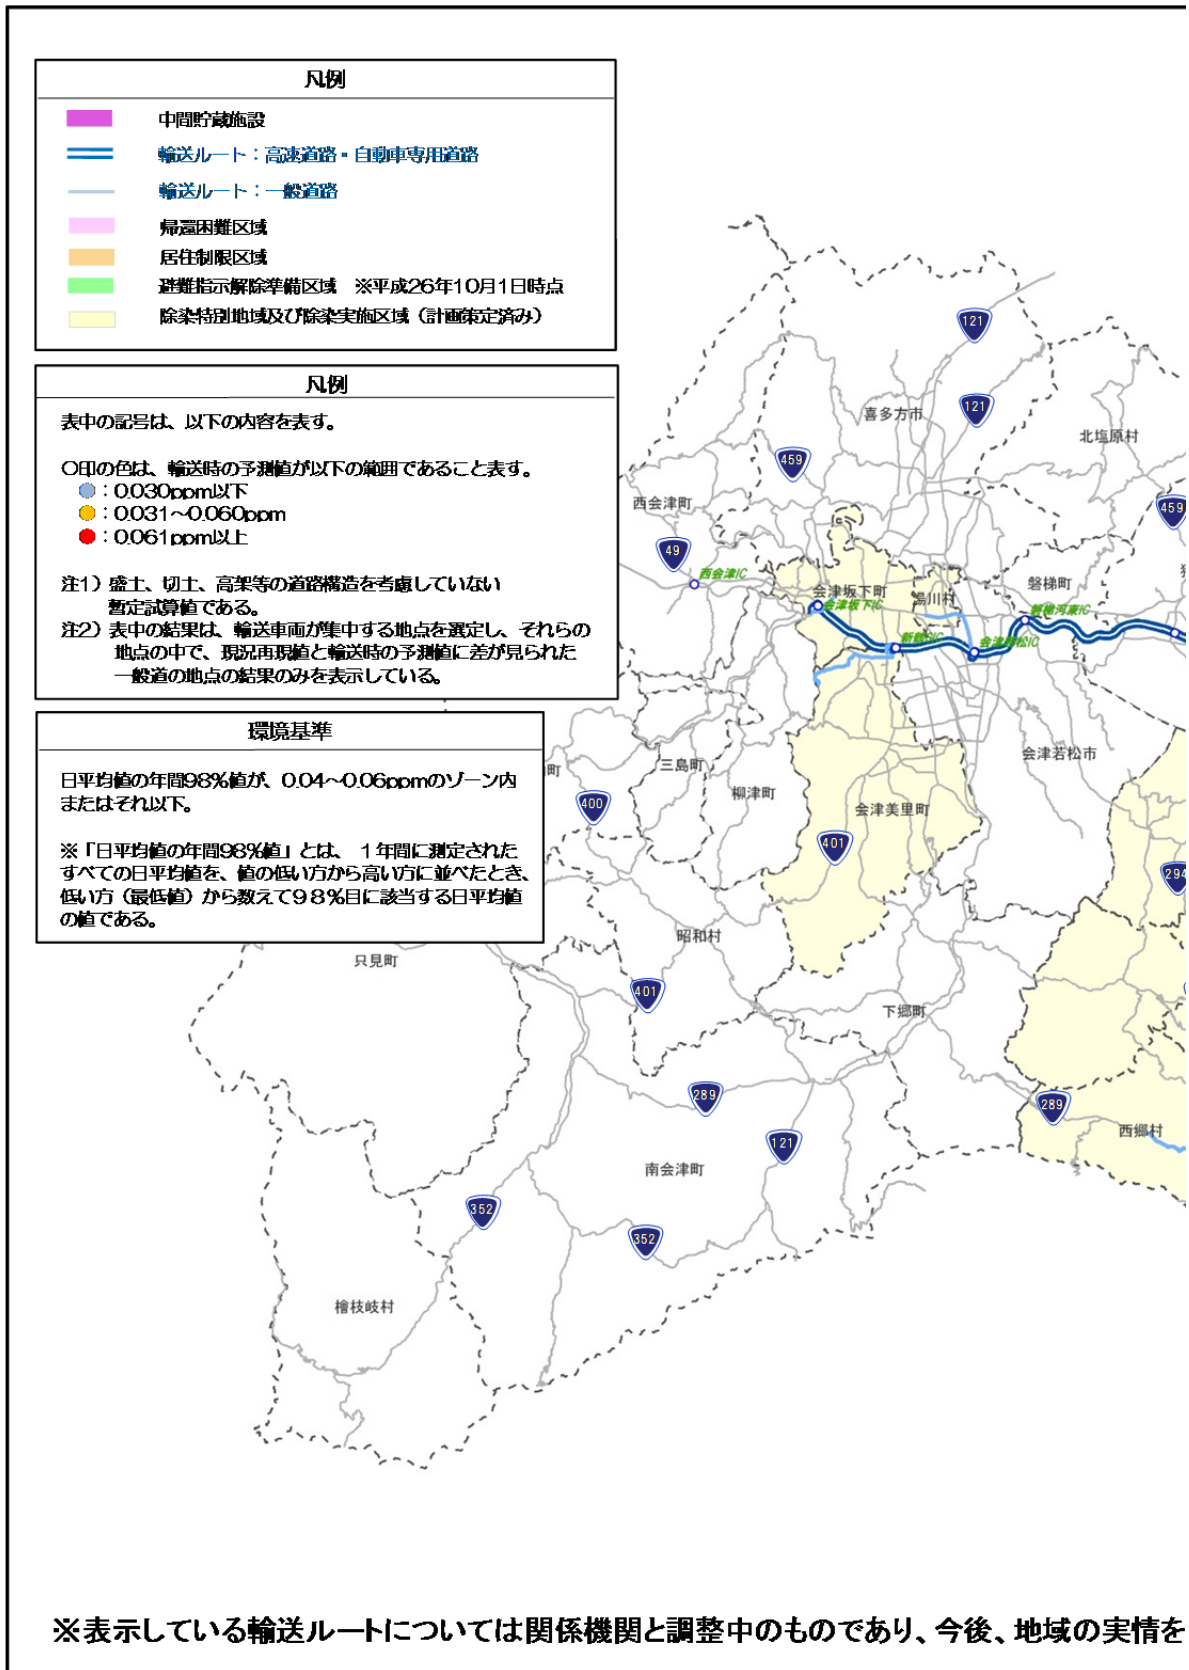 凡例
中間貯蔵施設
輸送ルート：高速道路・自動車専用道路
輸送ルート：一般道路
帰還困難区域
居住制限区域
避難指示解除準備区域　※平成26年10月1日時点
除染特別地域及び除染実施区域（計画策定済み）
凡例
表中の記号は、以下の内容を表す。
〇印の色は、輸送時の予測値が以下の範囲であること表す。
：0.030ppm以下
：0.031～0.060ppm
：0.061ppm以上
注1）盛土、切土、高架等の道路構造を考慮していない
暫定試算値である。
注2）表中の結果は、輸送車両が集中する地点を選定し、それらの
地点の中で、現況再現値と輸送時の予測値に差が見られた
一般道の地点の結果のみを表示している。
環境基準
日平均値の年間98%値が、0.04～0.06ppmのゾーン内
またはそれ以下。
※「日平均値の年間98%値」とは、１年間に測定された
すべての日平均値を、値の低い方から高い方に並べたとき、
低い方（最低値）から数えて９８％目に該当する日平均値
の値である。
121
喜多方市
121
北塩原村
459
西会津町
459
49
西会津IC
磐梯町
会津坂下町
湯川村
会津坂下IC
磐梯河東IC
新鶴IC
会津若松IC
会津若松市
三島町
町
柳津町
400
会津美里町
401
294
昭和村
只見町
401
下郷町
289
289
西郷村
121
南会津町
352
352
檜枝岐村
※表示している輸送ルートについては関係機関と調整中のものであり、今後、地域の実情を